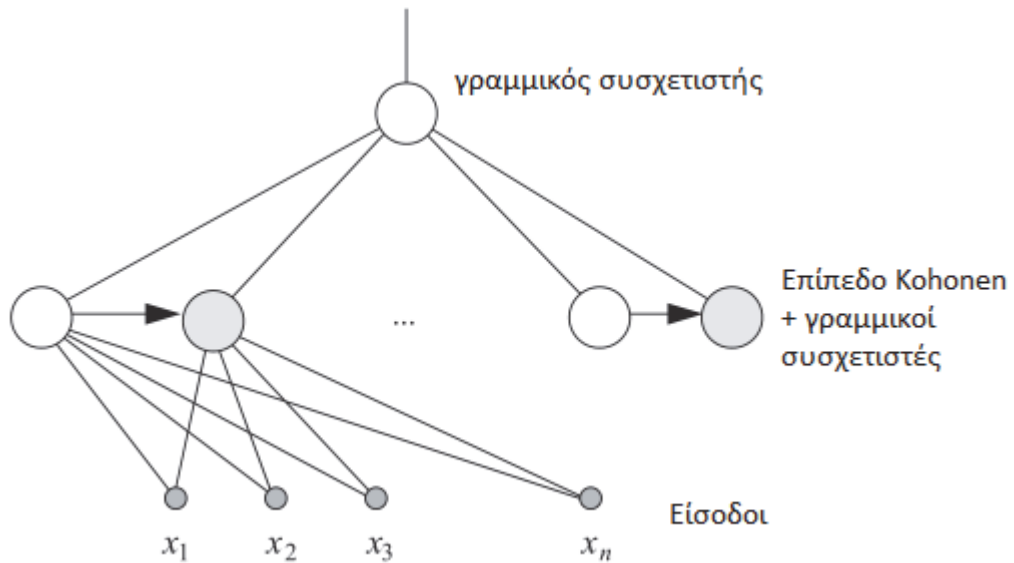 γραμμικός συσχετιστής
Επίπεδο Kohonen
+ γραμμικοί
συσχετιστές
...
Είσοδοι
x₁ x₂ x₃ xₙ